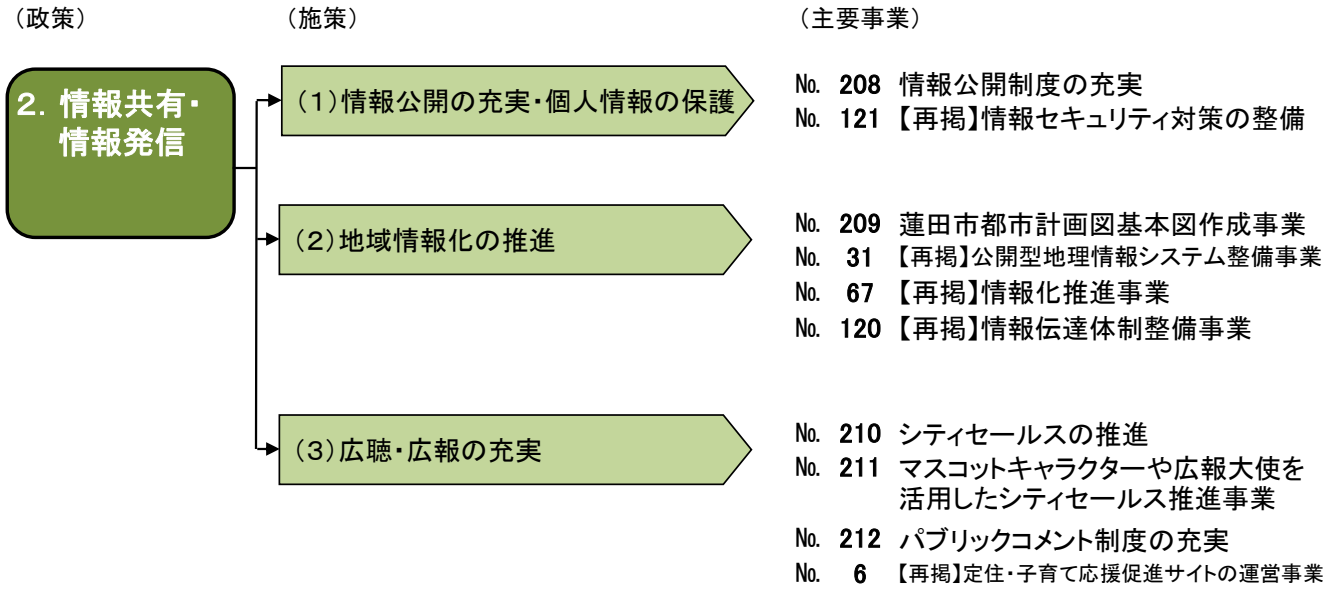 （政策）
（施策）
（主要事業）
2．情報共有・
情報発信
（1）情報公開の充実・個人情報の保護
№ 208 情報公開制度の充実
№ 121 【再掲】情報セキュリティ対策の整備
（2）地域情報化の推進
№ 209 蓮田市都市計画図基本図作成事業
№ 31 【再掲】公開型地理情報システム整備事業
№ 67 【再掲】情報化推進事業
№ 120 【再掲】情報伝達体制整備事業
（3）広聴・広報の充実
№ 210 シティセールスの推進
№ 211 マスコットキャラクターや広報大使を
活用したシティセールス推進事業
№ 212 パブリックコメント制度の充実
№ 6 【再掲】定住・子育て応援促進サイトの運営事業